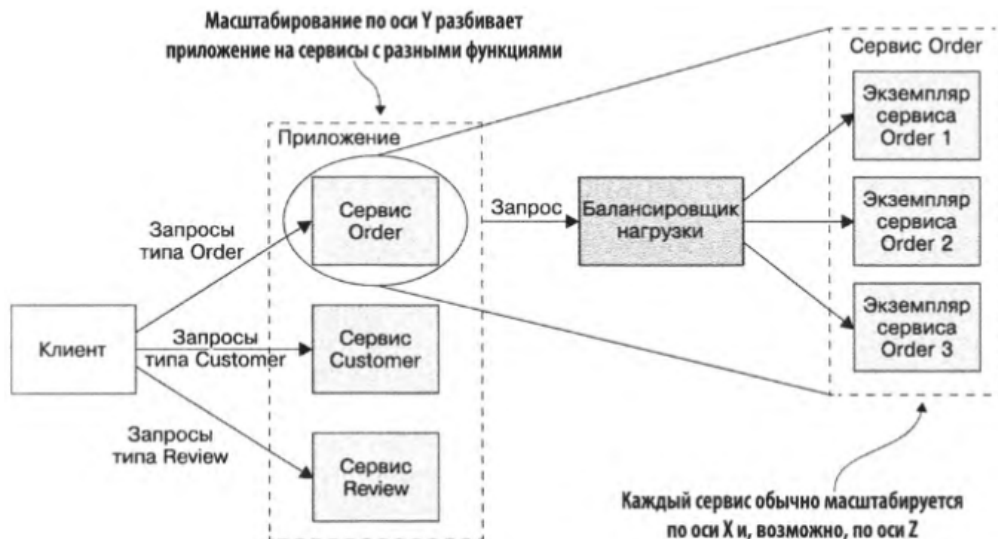 Масштабирование по оси Y разбивает
приложение на сервисы с разными функциями
Приложение
Сервис
Order
Запросы
типа Order
Клиент
Запросы
типа Customer
Сервис
Customer
Запросы
типа Review
Сервис
Review
Запрос
Балансировщик
нагрузки
Сервис Order
Экземпляр
сервиса
Order 1
Экземпляр
сервиса
Order 2
Экземпляр
сервиса
Order 3
Каждый сервис обычно масштабируется
по оси X и, возможно, по оси Z